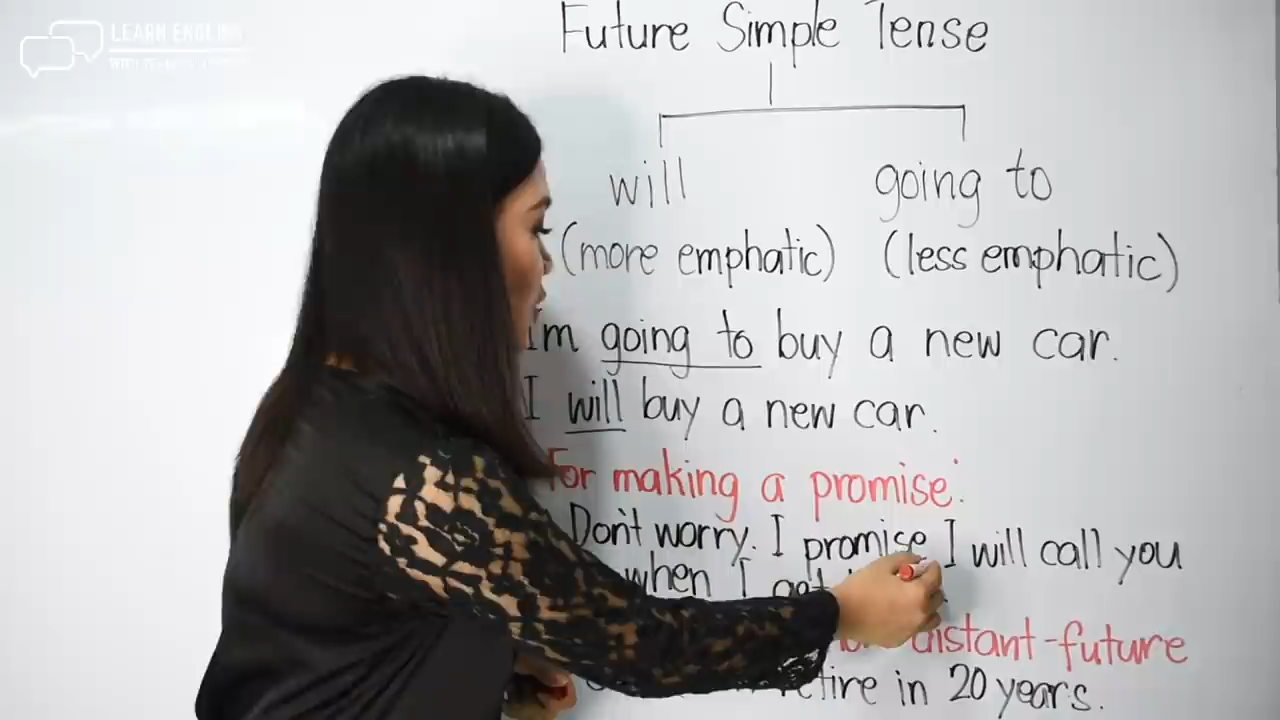 LEARN ENGLISH
Future Simple Tense
will going to
(more emphatic) (less emphatic)
I'm going to buy a new car.
I will buy a new car.
For making a promise:
Don't worry. I promise I will call you
when I get
distant-future
retire in 20 years.